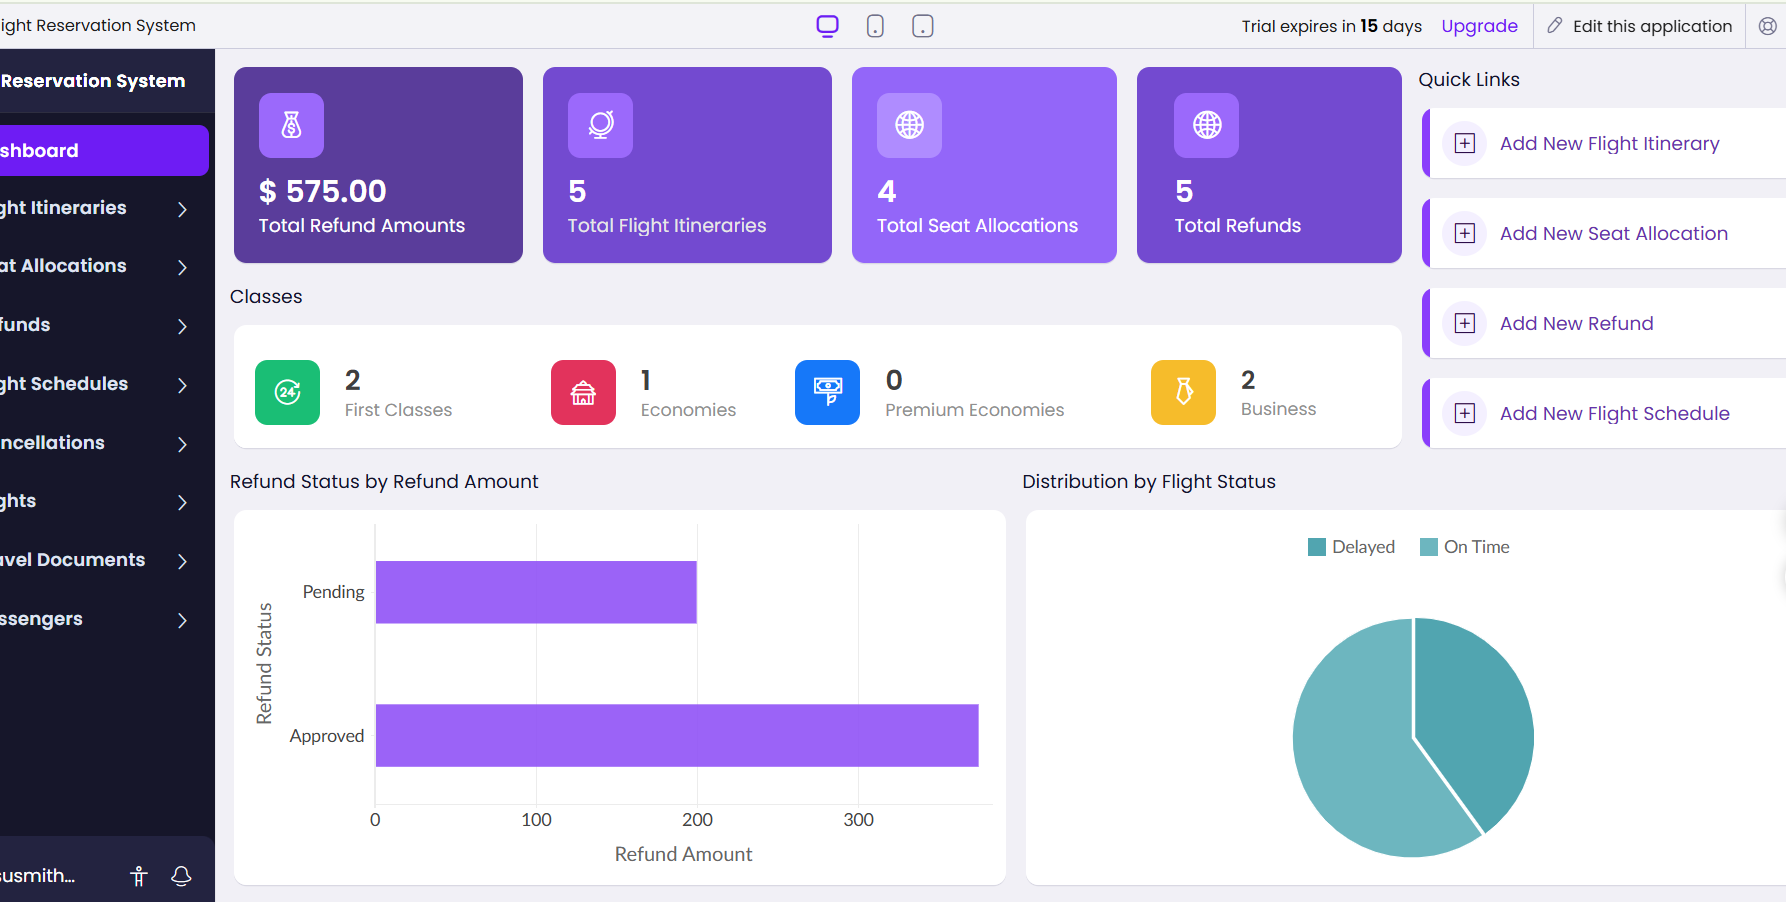 ight Reservation System
Trial expires in 15 days
Upgrade
Edit this application
Reservation System
shboard
ght Itineraries
at Allocations
funds
ght Schedules
ncellations
ghts
avel Documents
ssengers
susmith...
$ 575.00
Total Refund Amounts
5
Total Flight Itineraries
4
Total Seat Allocations
5
Total Refunds
Quick Links
Add New Flight Itinerary
Add New Seat Allocation
Add New Refund
Add New Flight Schedule
Classes
24
2
First Classes
1
Economies
0
Premium Economies
2
Business
Refund Status by Refund Amount
Refund Status
Pending
Approved
0 100 200 300
Refund Amount
Distribution by Flight Status
Delayed On Time